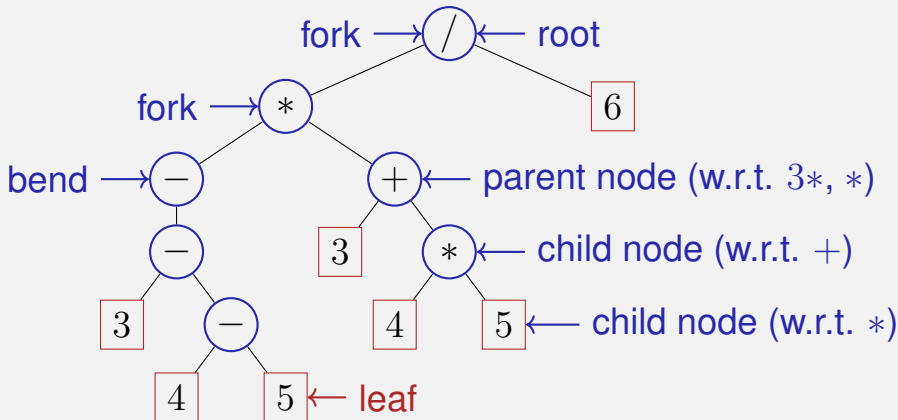 fork / root
fork * 6
bend − + parent node (w.r.t. 3*, *)
− 3 * child node (w.r.t. +)
3 − 4 5 child node (w.r.t. *)
4 5 leaf